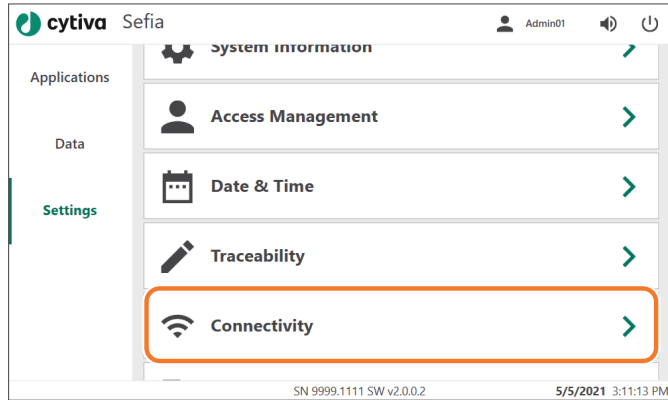 cytiva Sefia Admin01
System Information
Applications
Access Management
Data
Date & Time
Settings
Traceability
Connectivity
SN 9999.1111 SW v2.0.0.2 5/5/2021 3:11:13 PM